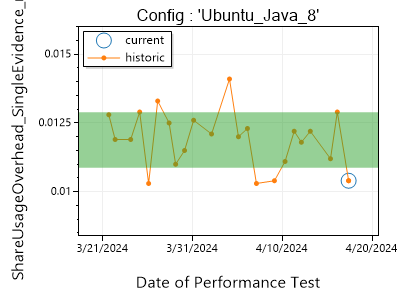 Config : 'Ubuntu_Java_8'
current
historic
ShareUsageOverhead_SingleEvidence_
0.015
0.0125
0.01
3/21/2024
3/31/2024
4/10/2024
4/20/2024
Date of Performance Test